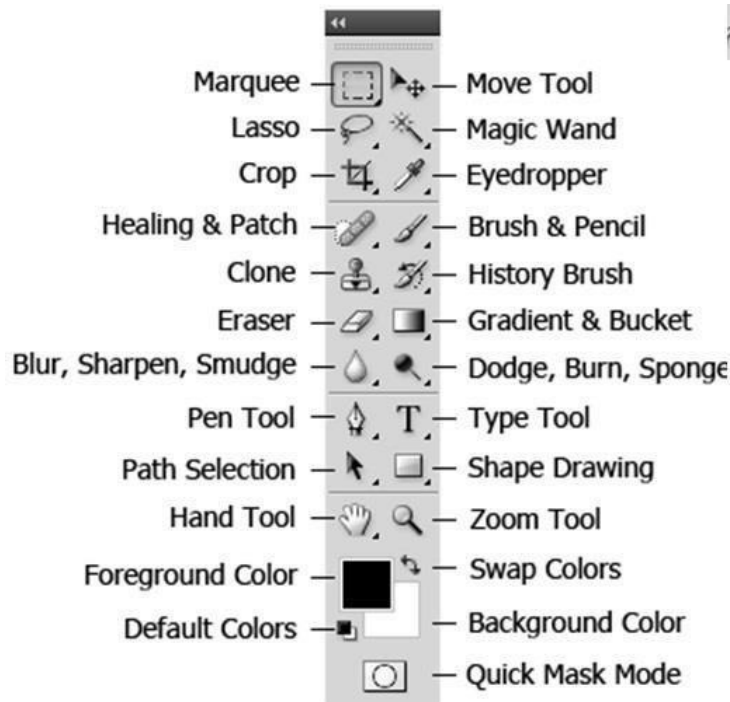 Marquee Move Tool
Lasso Magic Wand
Crop Eyedropper
Healing & Patch Brush & Pencil
Clone History Brush
Eraser Gradient & Bucket
Blur, Sharpen, Smudge Dodge, Burn, Sponge
Pen Tool T Type Tool
Path Selection Shape Drawing
Hand Tool Zoom Tool
Foreground Color Swap Colors
Default Colors Background Color
Quick Mask Mode